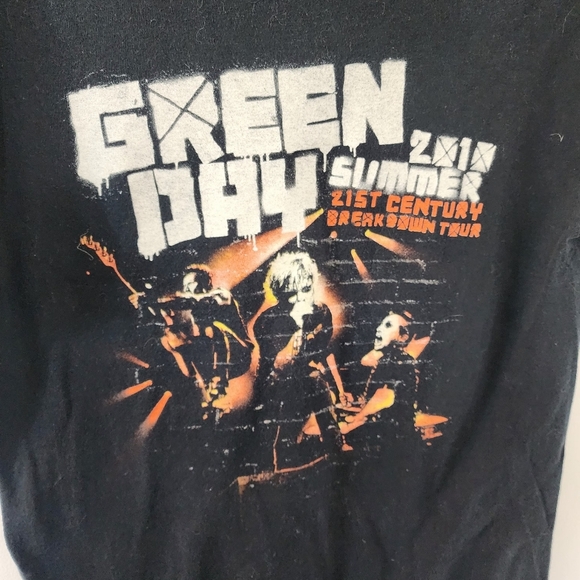 GREEN
DAY
2010
SUMMER
21ST CENTURY
BREAKDOWN TOUR